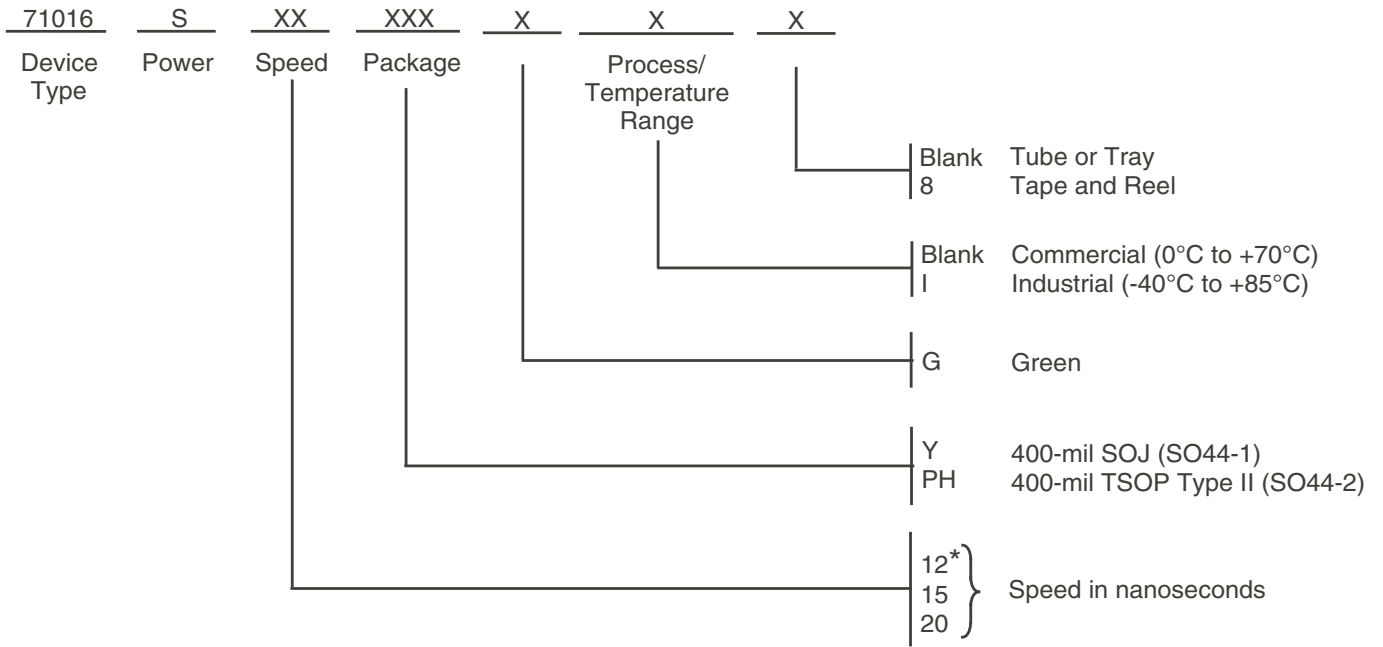 71016 S XX XXX X X X
Device Type
Power
Speed
Package
Process/
Temperature
Range
Blank Tube or Tray
8 Tape and Reel
Blank Commercial (0°C to +70°C)
I Industrial (-40°C to +85°C)
G Green
Y 400-mil SOJ (SO44-1)
PH 400-mil TSOP Type II (SO44-2)
12*
15 Speed in nanoseconds
20